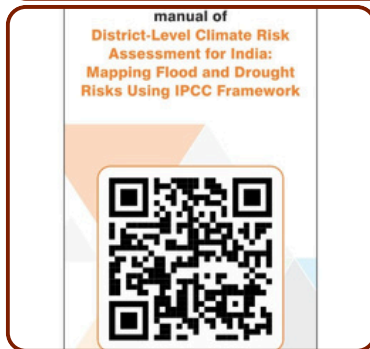 manual of
District-Level Climate Risk
Assessment for India:
Mapping Flood and Drought
Risks Using IPCC Framework